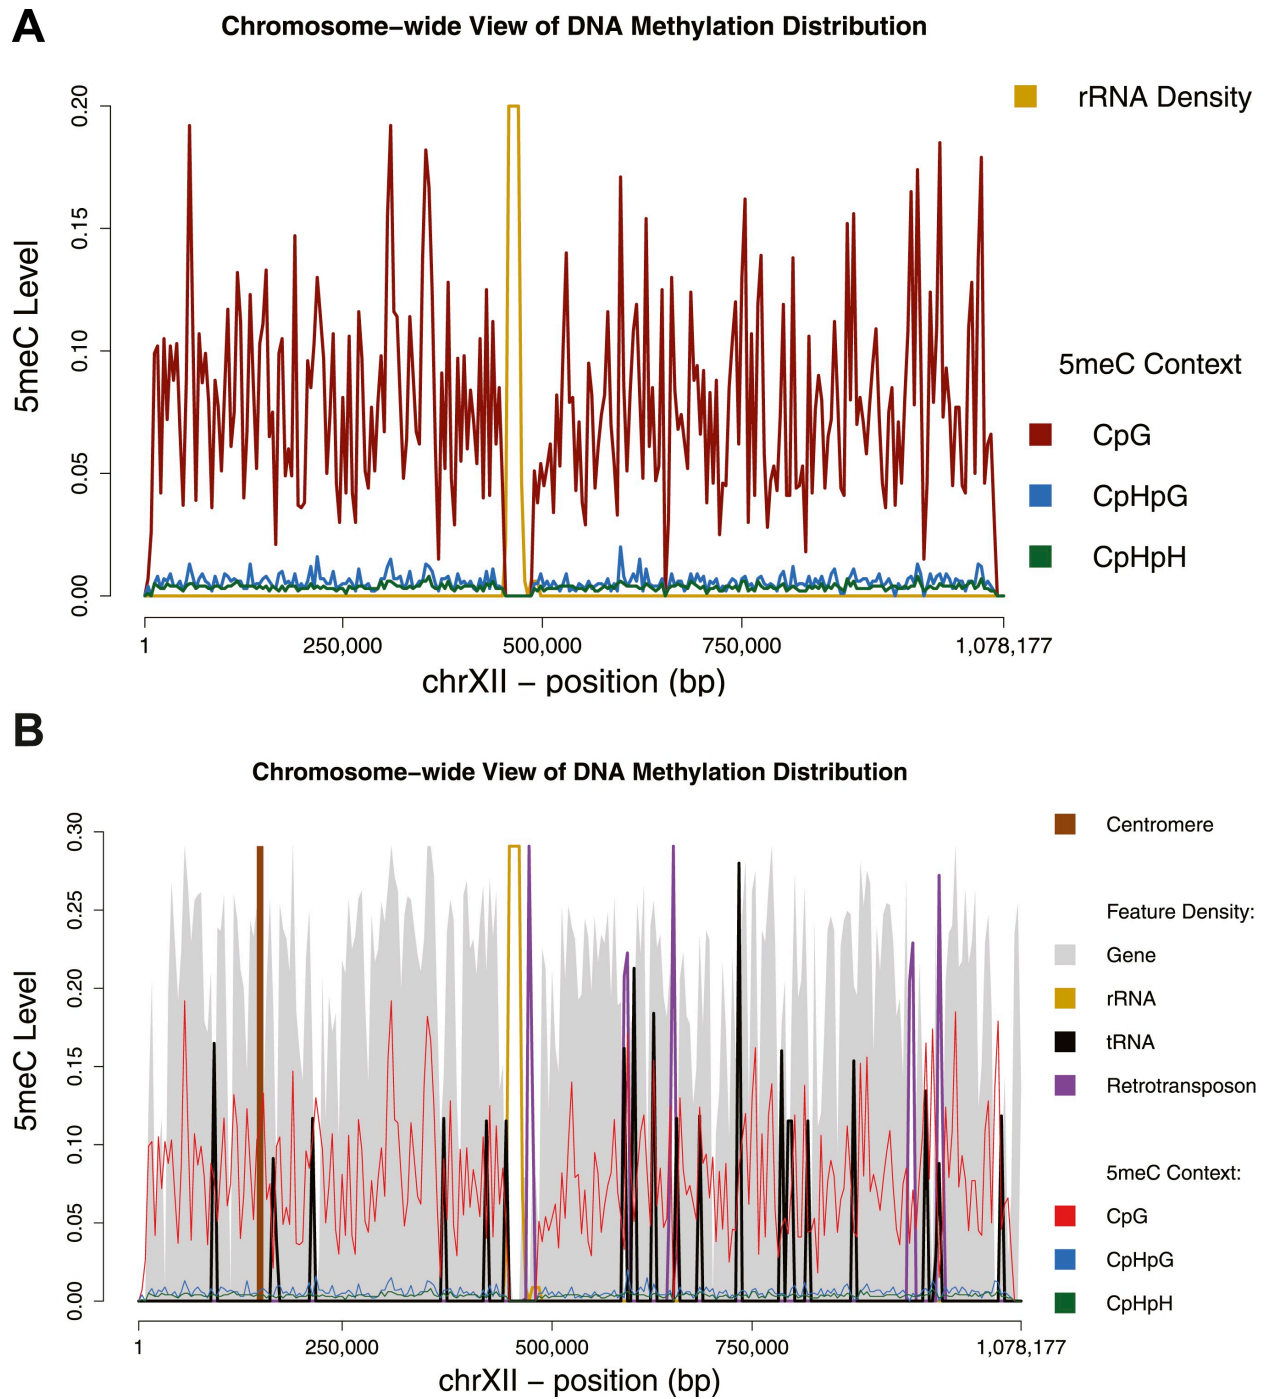 A
Chromosome–wide View of DNA Methylation Distribution
rRNA Density
5meC Level
0.20
0.15
0.10
0.05
0.00
5meC Context
CpG
CpHpG
CpHpH
1
250,000
500,000
750,000
1,078,177
chrXII – position (bp)
B
Chromosome–wide View of DNA Methylation Distribution
5meC Level
0.30
0.25
0.20
0.15
0.10
0.05
0.00
Centromere
Feature Density:
Gene
rRNA
tRNA
Retrotransposon
5meC Context:
CpG
CpHpG
CpHpH
1
250,000
500,000
750,000
1,078,177
chrXII – position (bp)